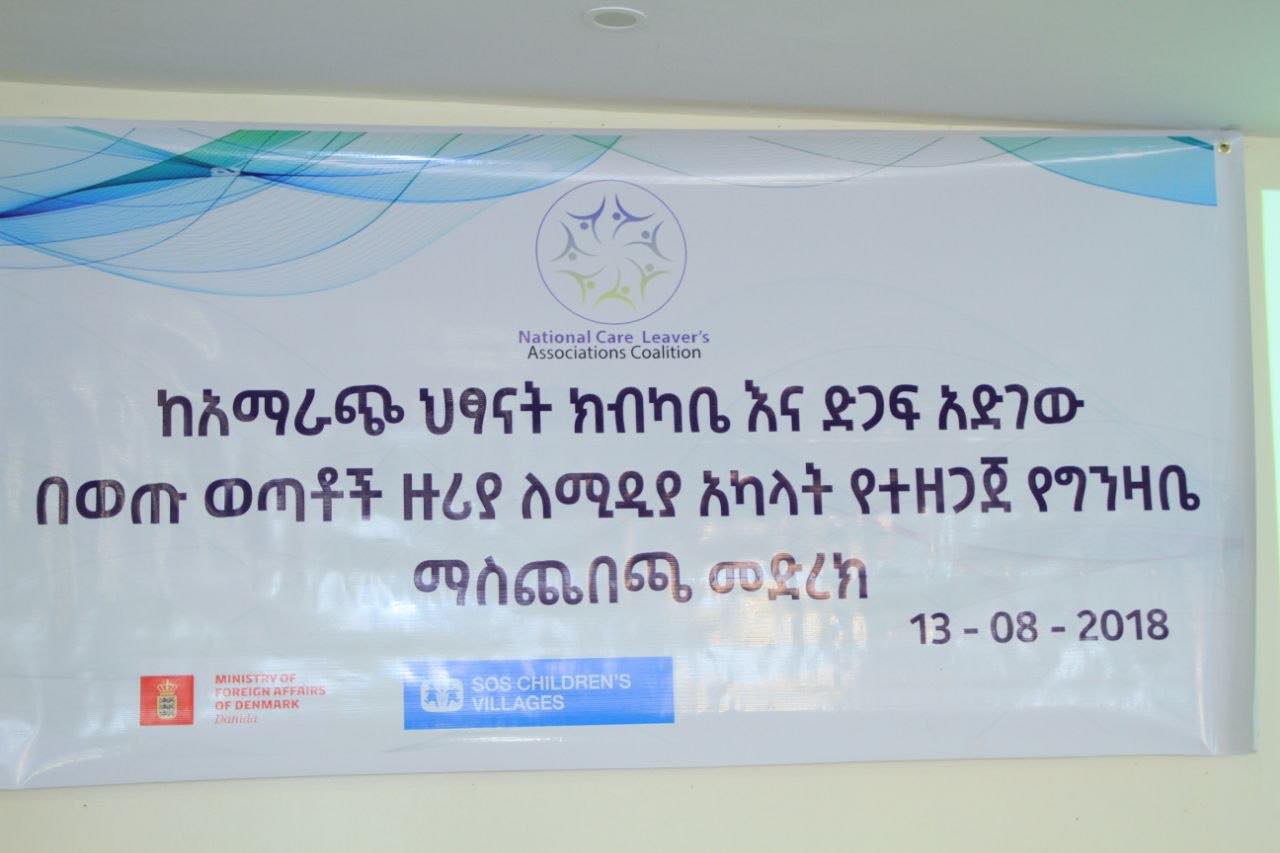 National Care Leaver's
Associations Coalition
ከአማራጭ ህፃናት ክብካቤ እና ድጋፍ አድገው
በወጡ ወጣቶች ዙሪያ ለሚዲያ አካላት የተዘጋጀ የግንዛቤ
ማስጨበጫ መድረክ
13 - 08 - 2018
MINISTRY OF
FOREIGN AFFAIRS
OF DENMARK
Danida
SOS CHILDREN'S
VILLAGES